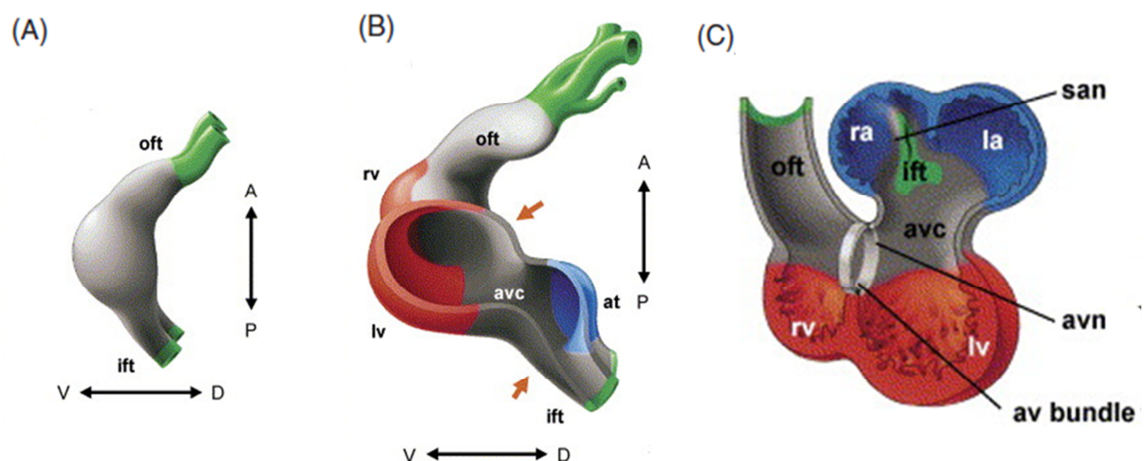 (A)
oft
A
P
ift
V D
(B)
oft
rv
A
avc
at
P
lv
ift
V D
(C)
san
ra
la
ift
oft
avc
avn
rv
lv
av bundle